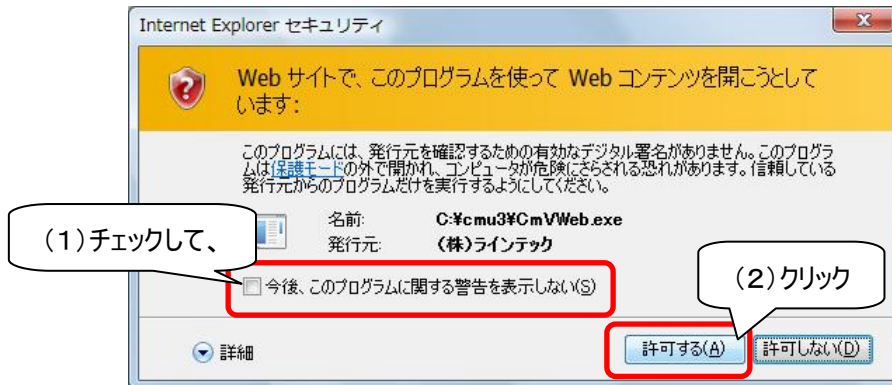 Internet Explorer セキュリティ
Web サイトで、このプログラムを使って Web コンテンツを開こうとして
います:
このプログラムには、発行元を確認するための有効なデジタル署名がありません。このプログラ
ムは保護モードの外で開かれ、コンピュータが危険にさらされる恐れがあります。信頼している
発行元からのプログラムだけを実行するようにしてください。
名前: C:¥cmu3¥CmVWeb.exe
発行元: (株)ラインテック
(1)チェックして、
今後、このプログラムに関する警告を表示しない(S)
(2)クリック
詳細
許可する(A)
許可しない(D)